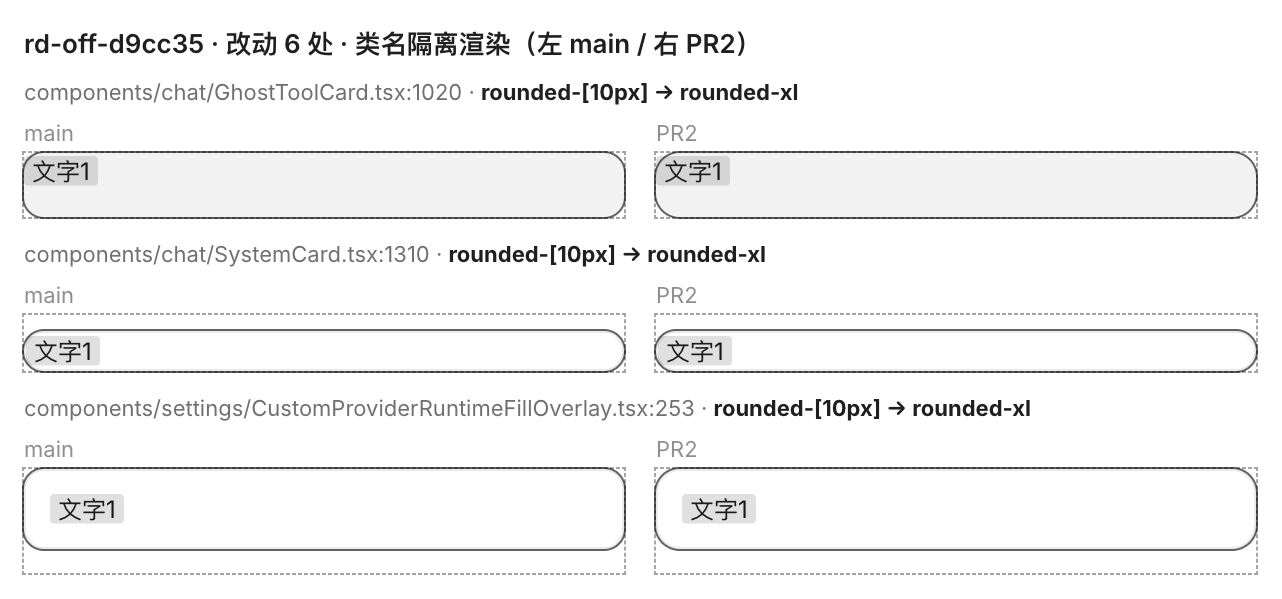 rd-off-d9cc35 · 改动 6 处 · 类名隔离渲染（左 main / 右 PR2）
components/chat/GhostToolCard.tsx:1020 · rounded-[10px] → rounded-xl
main PR2
文字1 文字1
components/chat/SystemCard.tsx:1310 · rounded-[10px] → rounded-xl
main PR2
文字1 文字1
components/settings/CustomProviderRuntimeFillOverlay.tsx:253 · rounded-[10px] → rounded-xl
main PR2
文字1 文字1